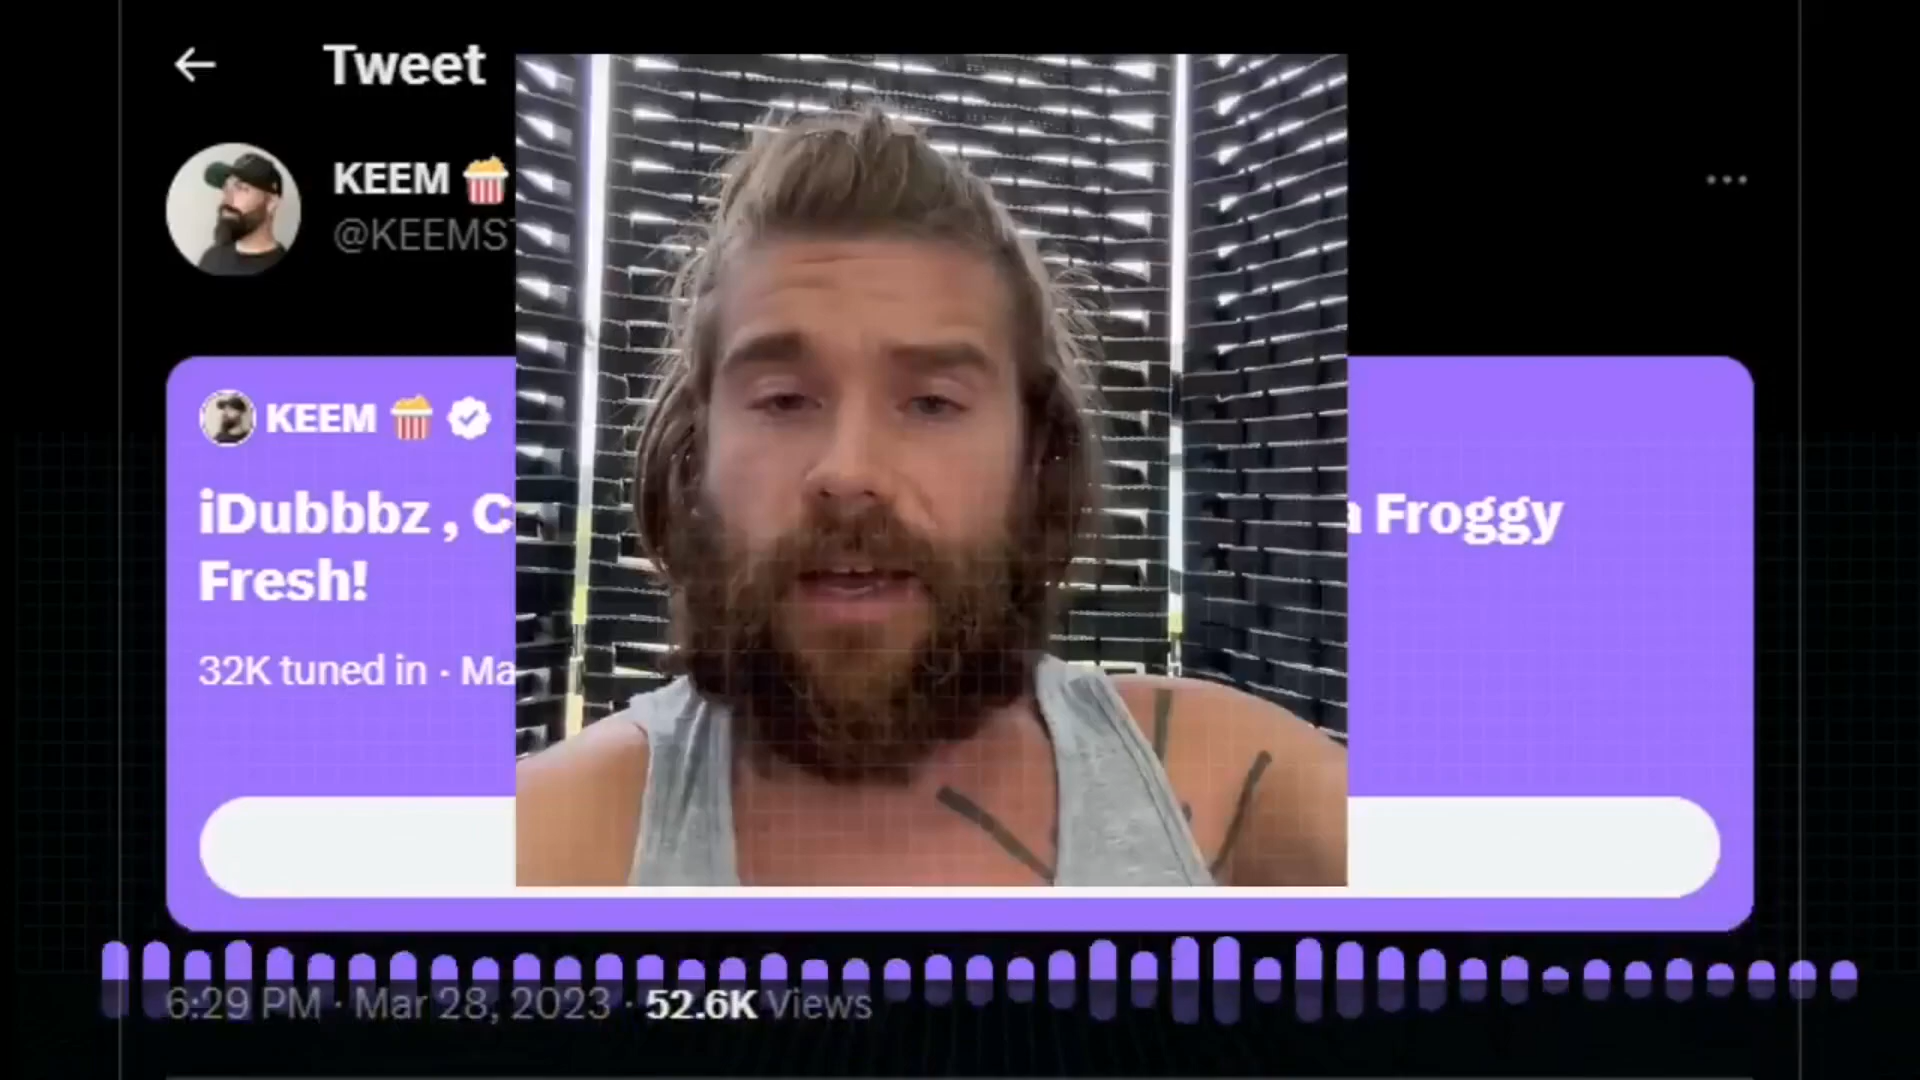 Tweet
KEEM 🍿
@KEEMS
KEEM 🍿
iDubbbz , C
Froggy
Fresh!
32K tuned in · Ma
6:29 PM · Mar 28, 2023 · 52.6K Views